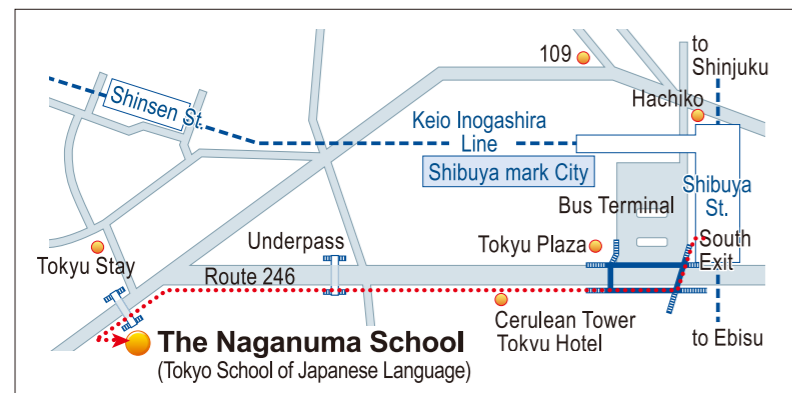 109
to
Shinjuku
Hachiko
Shinsen St.
Keio Inogashira
Line
Shibuya mark City
Shibuya
St.
Bus Terminal
Underpass
Tokyu Plaza
South
Exit
Tokyu Stay
Route 246
Cerulean Tower
Tokyu Hotel
to Ebisu
The Naganuma School
(Tokyo School of Japanese Language)